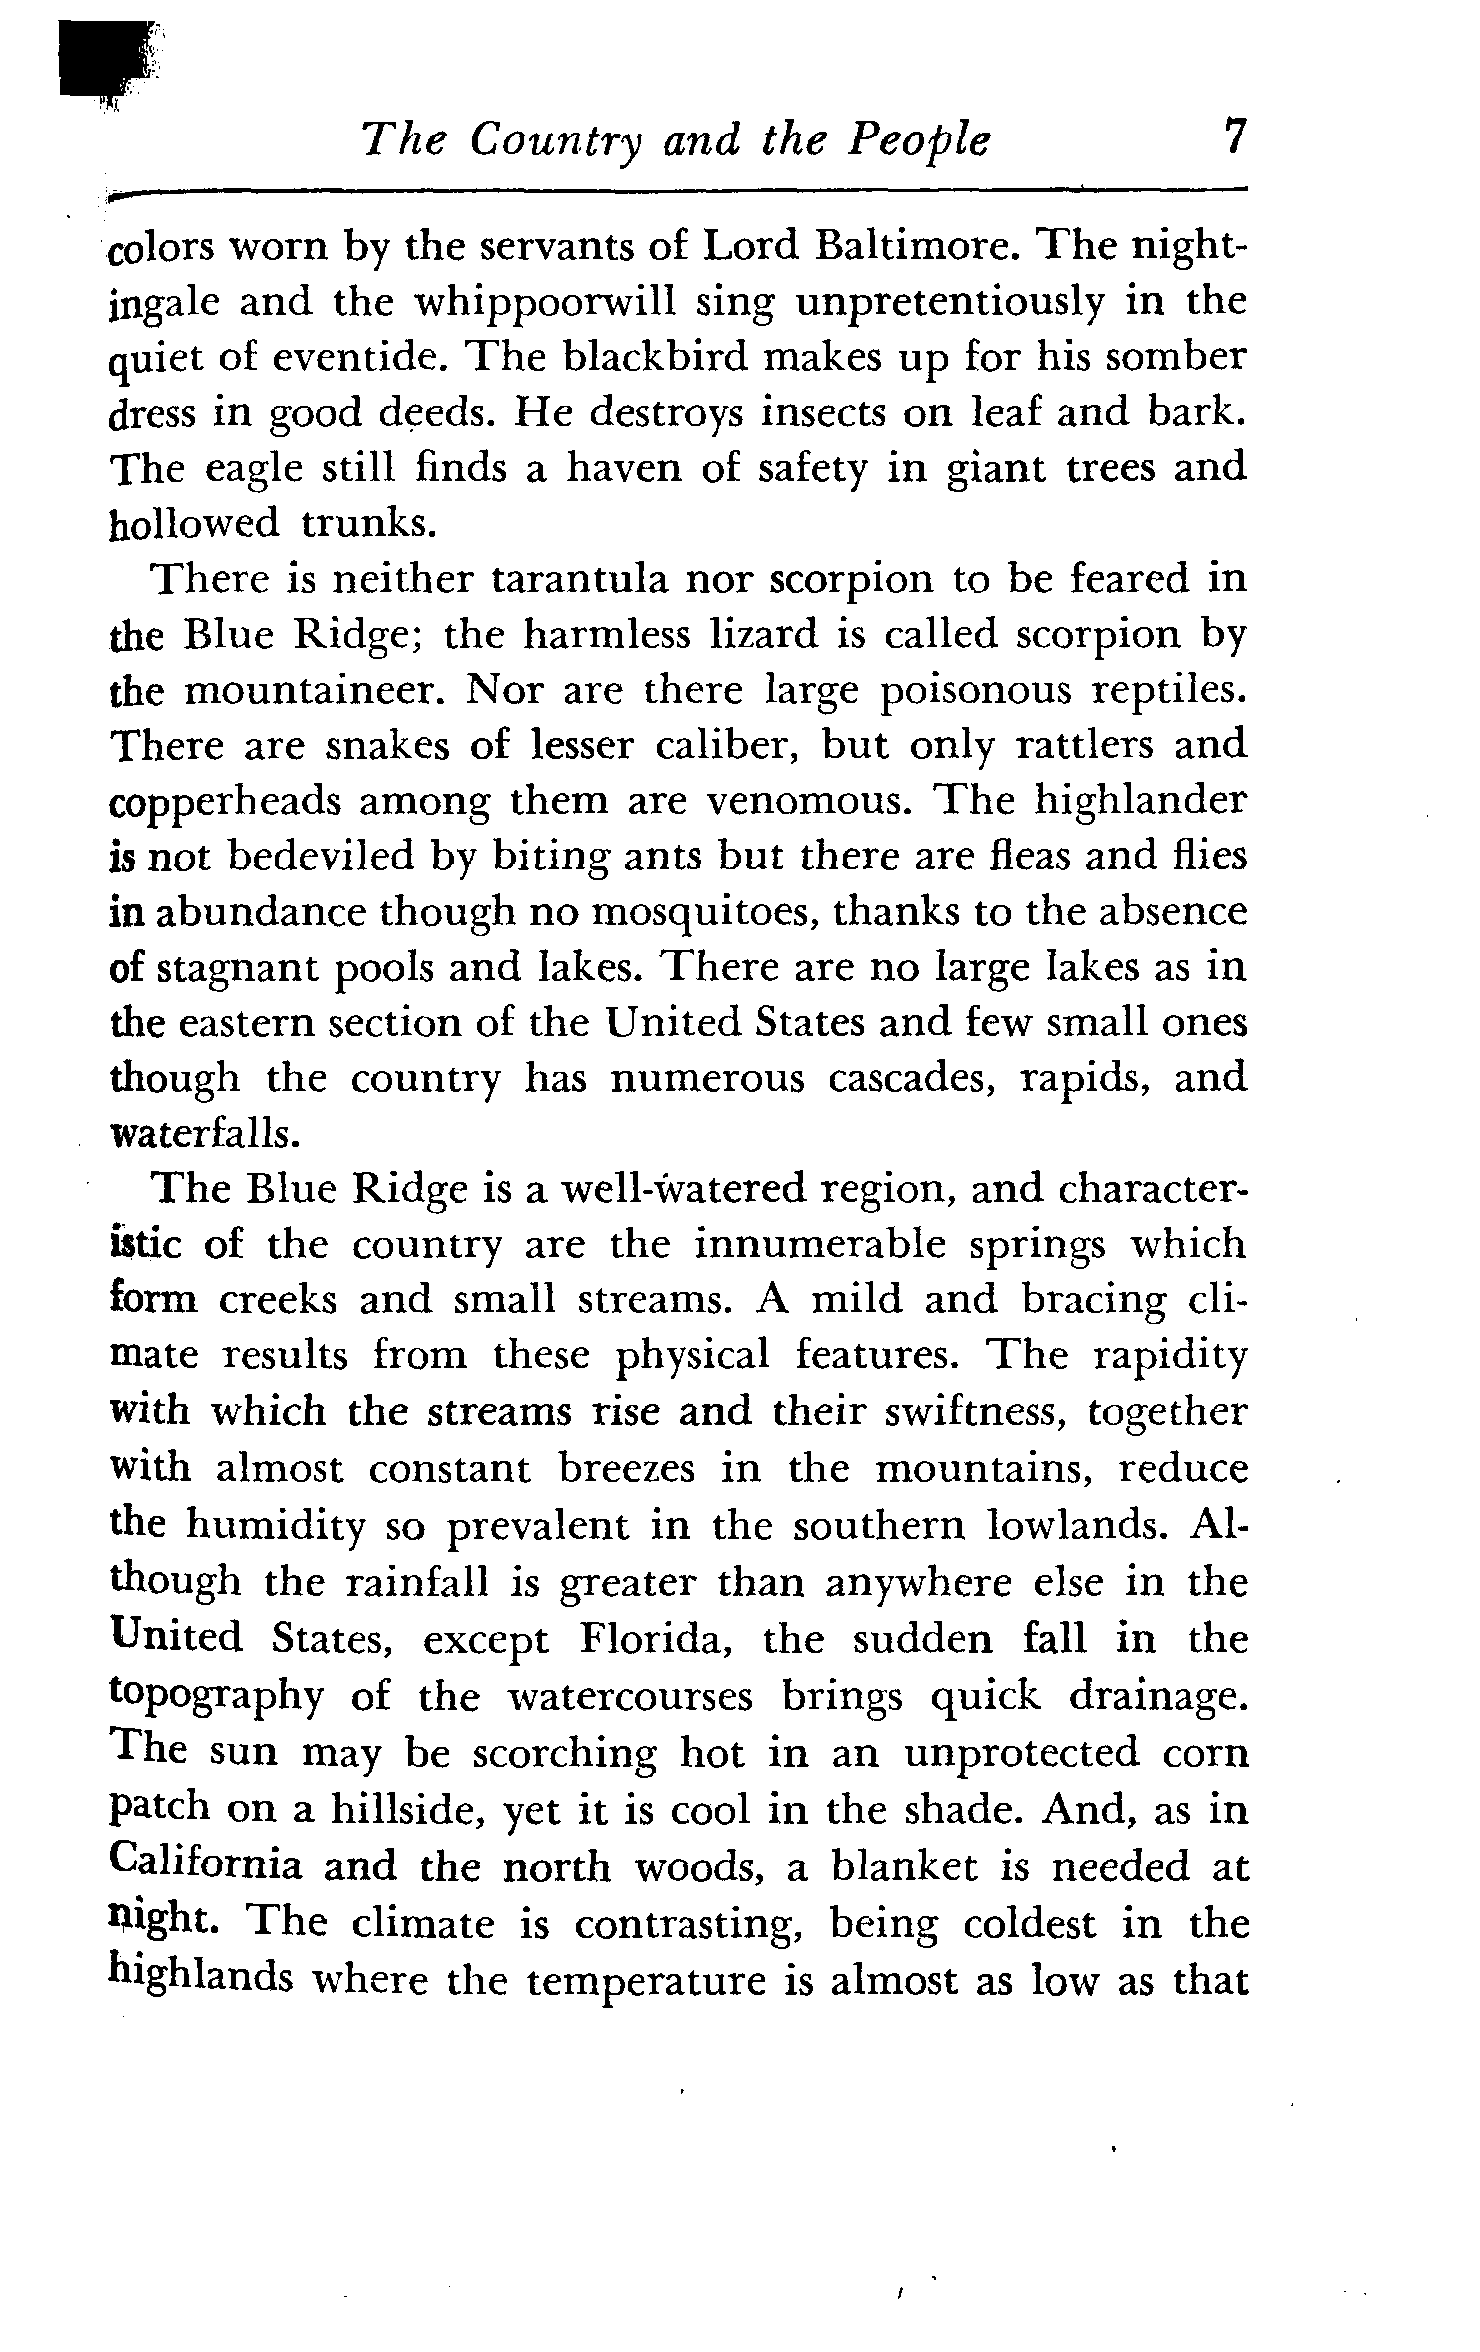 The Country and the People 7
colors worn by the servants of Lord Baltimore. The night-
ingale and the whippoorwill sing unpretentiously in the
quiet of eventide. The blackbird makes up for his somber
dress in good deeds. He destroys insects on leaf and bark.
The eagle still finds a haven of safety in giant trees and
hollowed trunks.
There is neither tarantula nor scorpion to be feared in
the Blue Ridge; the harmless lizard is called scorpion by
the mountaineer. Nor are there large poisonous reptiles.
There are snakes of lesser caliber, but only rattlers and
copperheads among them are venomous. The highlander
is not bedeviled by biting ants but there are fleas and flies
in abundance though no mosquitoes, thanks to the absence
of stagnant pools and lakes. There are no large lakes as in
the eastern section of the United States and few small ones
though the country has numerous cascades, rapids, and
waterfalls.
The Blue Ridge is a well-watered region, and character-
istic of the country are the innumerable springs which
form creeks and small streams. A mild and bracing cli-
mate results from these physical features. The rapidity
with which the streams rise and their swiftness, together
with almost constant breezes in the mountains, reduce
the humidity so prevalent in the southern lowlands. Al-
though the rainfall is greater than anywhere else in the
United States, except Florida, the sudden fall in the
topography of the watercourses brings quick drainage.
The sun may be scorching hot in an unprotected corn
patch on a hillside, yet it is cool in the shade. And, as in
California and the north woods, a blanket is needed at
night. The climate is contrasting, being coldest in the
highlands where the temperature is almost as low as that